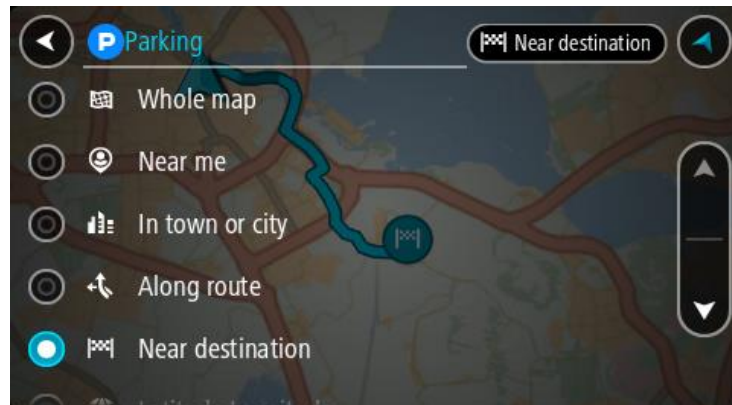 P Parking
Near destination
Whole map
Near me
In town or city
Along route
Near destination